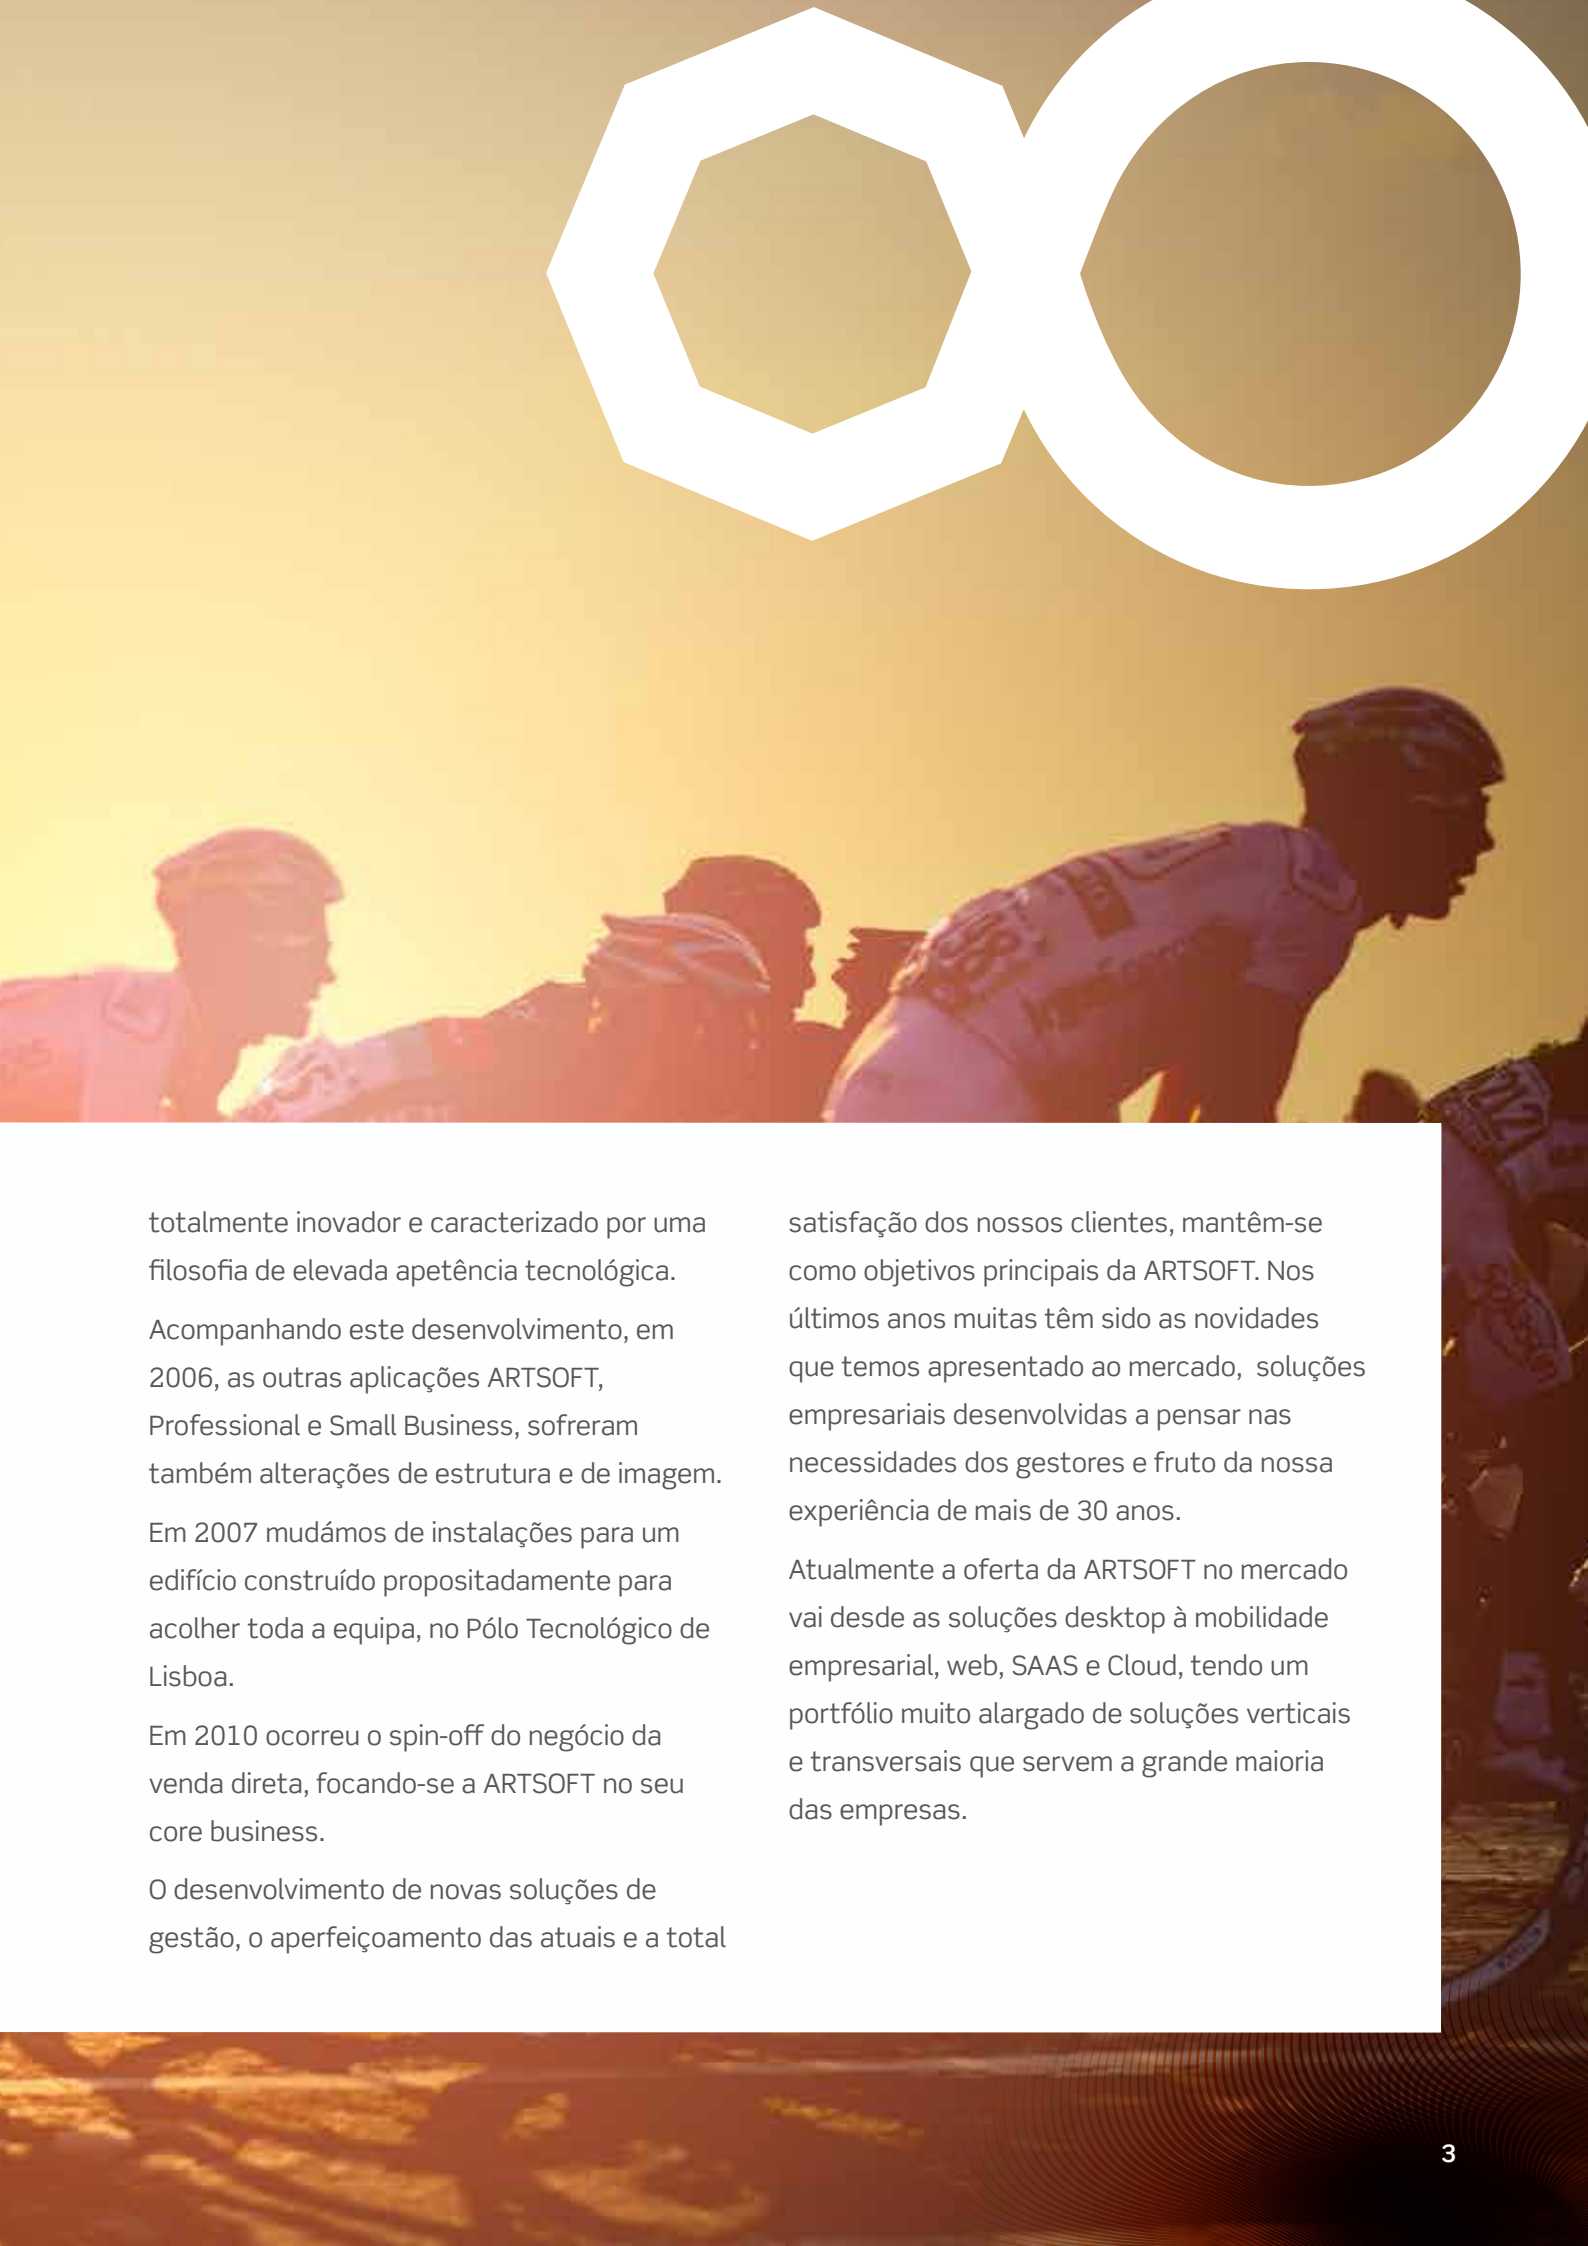 totalmente inovador e caracterizado por uma
filosofia de elevada apetência tecnológica.
Acompanhando este desenvolvimento, em
2006, as outras aplicações ARTSOFT,
Professional e Small Business, sofreram
também alterações de estrutura e de imagem.
Em 2007 mudámos de instalações para um
edifício construído propositadamente para
acolher toda a equipa, no Pólo Tecnológico de
Lisboa.
Em 2010 ocorreu o spin-off do negócio da
venda direta, focando-se a ARTSOFT no seu
core business.
O desenvolvimento de novas soluções de
gestão, o aperfeiçoamento das atuais e a total
satisfação dos nossos clientes, mantêm-se
como objetivos principais da ARTSOFT. Nos
últimos anos muitas têm sido as novidades
que temos apresentado ao mercado,  soluções
empresariais desenvolvidas a pensar nas
necessidades dos gestores e fruto da nossa
experiência de mais de 30 anos.
Atualmente a oferta da ARTSOFT no mercado
vai desde as soluções desktop à mobilidade
empresarial, web, SAAS e Cloud, tendo um
portfólio muito alargado de soluções verticais
e transversais que servem a grande maioria
das empresas.
3